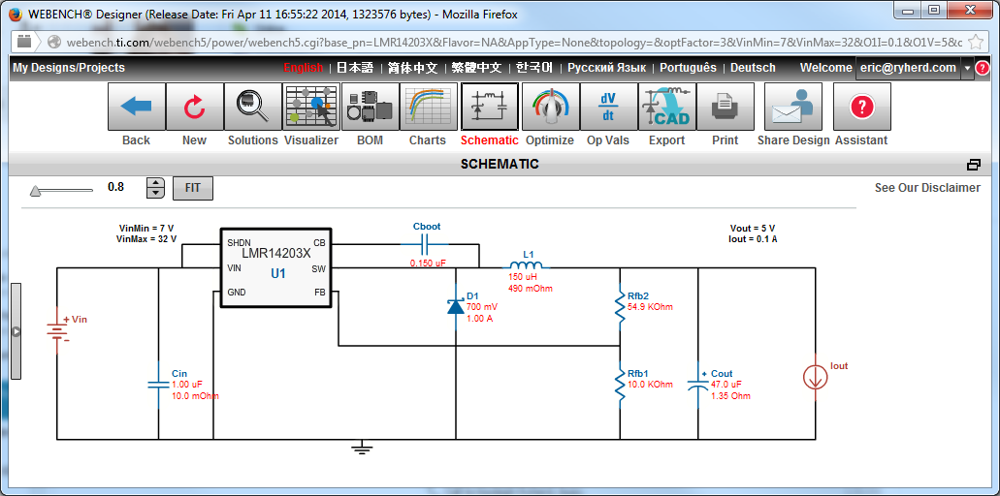 WEBENCH® Designer (Release Date: Fri Apr 11 16:55:22 2014, 1323576 bytes) - Mozilla Firefox
webench.ti.com/webench5/power/webench5.cgi?base_pn=LMR14203X&Flavor=NA&AppType=None&topology=&optFactor=3&VinMin=7&VinMax=32&O1I=0.1&O1V=5&c
My Designs/Projects English | 日本語 | 简体中文 | 繁體中文 | 한국어 | Русский Язык | Português | Deutsch Welcome eric@ryherd.com ?
dV
dt
CAD
?
Back New Solutions Visualizer BOM Charts Schematic Optimize Op Vals Export Print Share Design Assistant
SCHEMATIC
0.8 FIT See Our Disclaimer
VinMin = 7 V
VinMax = 32 V
SHDN CB
LMR14203X
VIN SW
U1
GND FB
Cboot
0.150 uF
L1
150 uH
490 mOhm
Vout = 5 V
Iout = 0.1 A
D1
700 mV
1.00 A
Rfb2
54.9 KOhm
+ Vin
-
Cin
1.00 uF
10.0 mOhm
Rfb1
10.0 KOhm
+ Cout
47.0 uF
1.35 Ohm
Iout